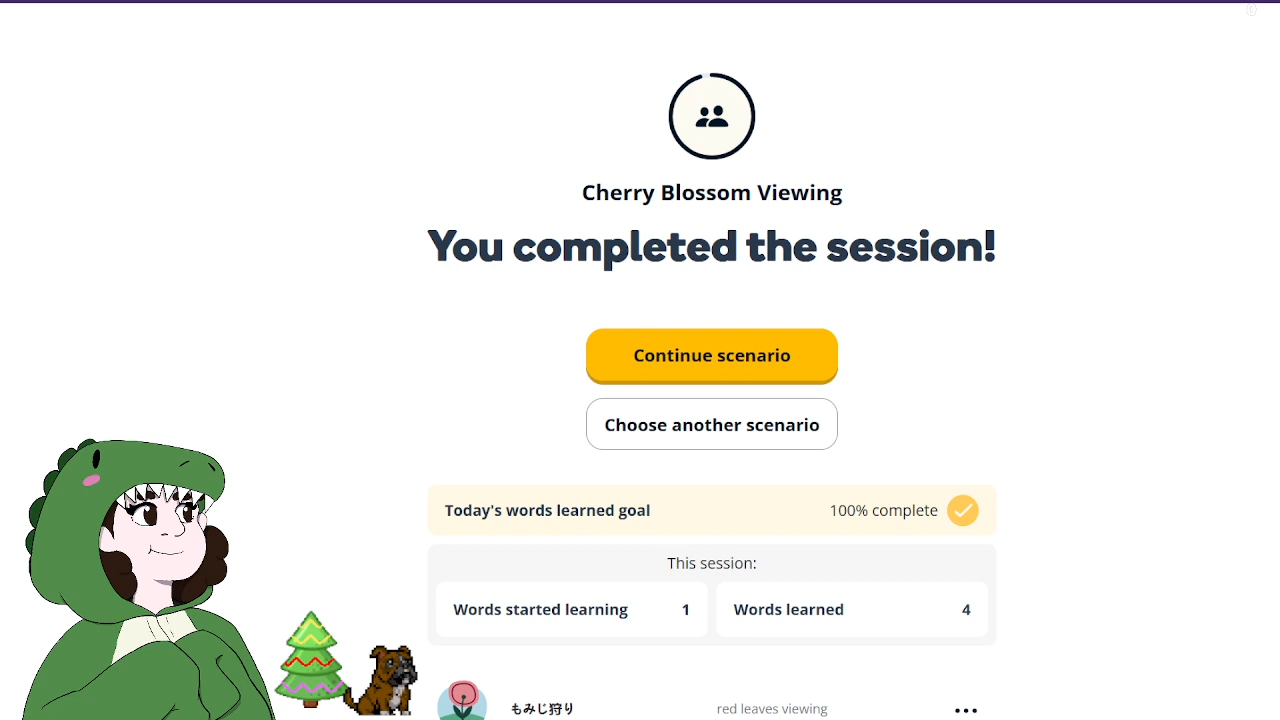 Cherry Blossom Viewing
You completed the session!
Continue scenario
Choose another scenario
Today's words learned goal 100% complete
This session:
Words started learning 1 Words learned 4
もみじ狩り red leaves viewing